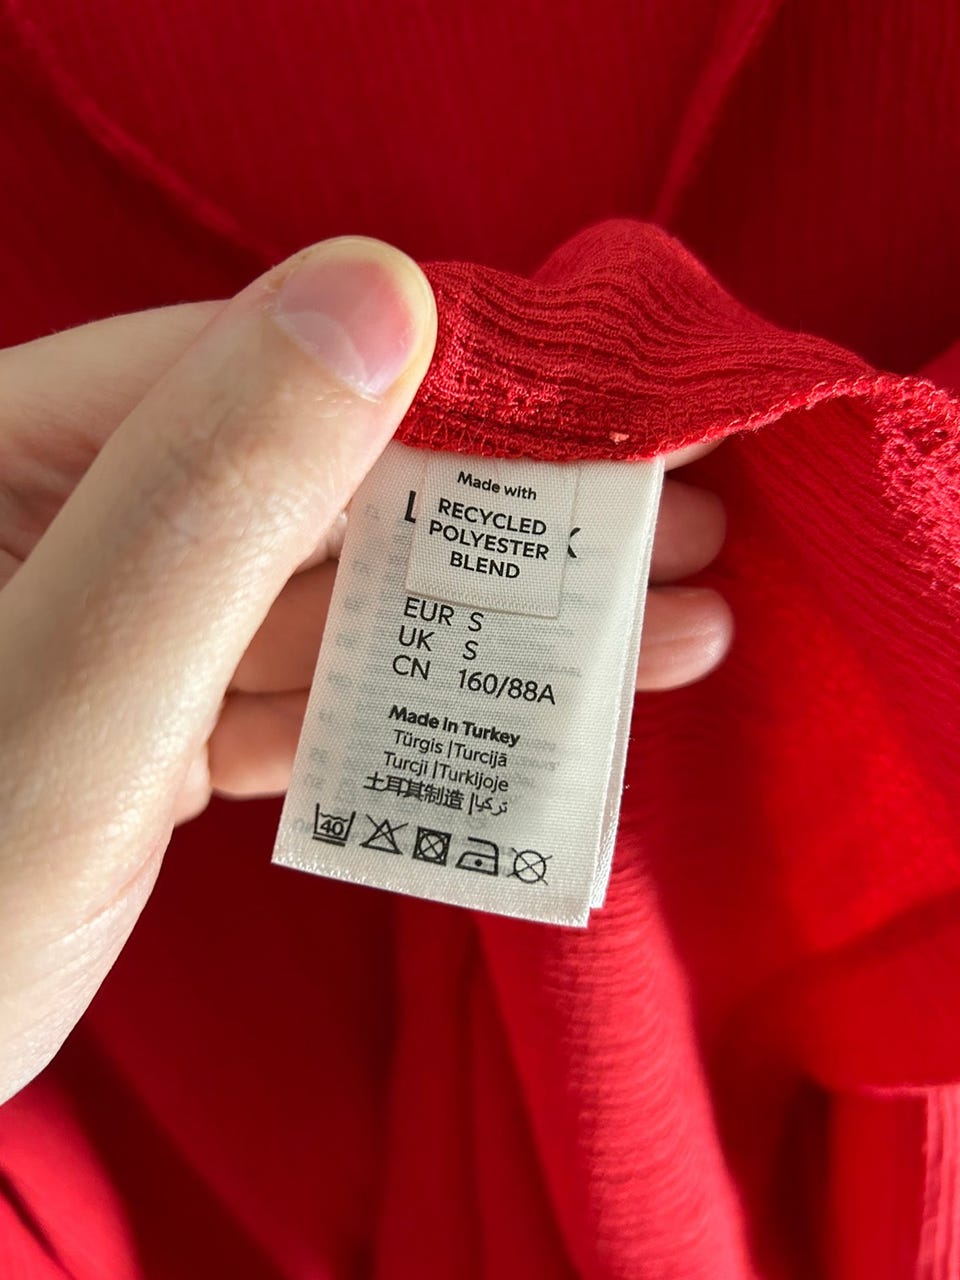 Made with
RECYCLED
POLYESTER
BLEND
EUR S
UK S
CN 160/88A
Made In Turkey
Türgis | Turcijā
Turcji | Turkijoje
土耳其制造 | تركيا
40